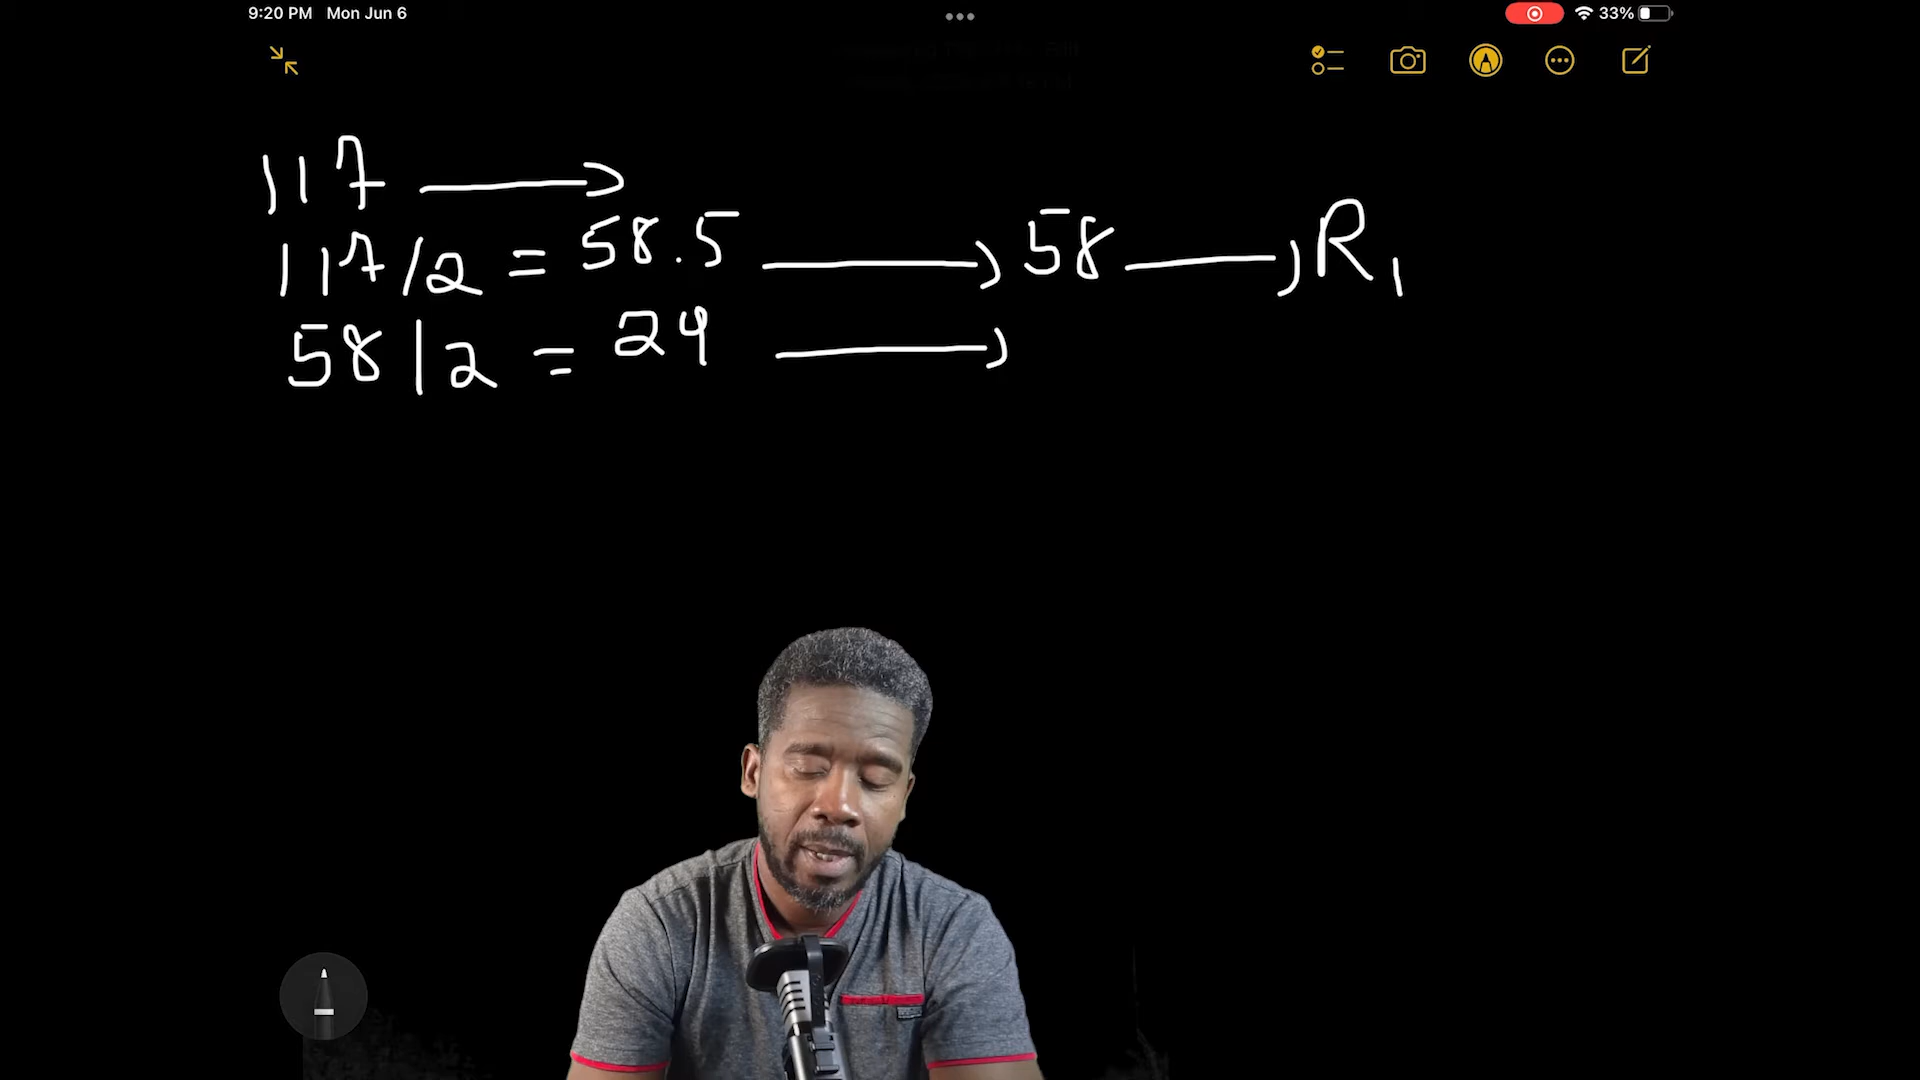 9:20 PM Mon Jun 6
33%
117 →
117/2 = 58.5 → 58 → R1
58/2 = 29 →